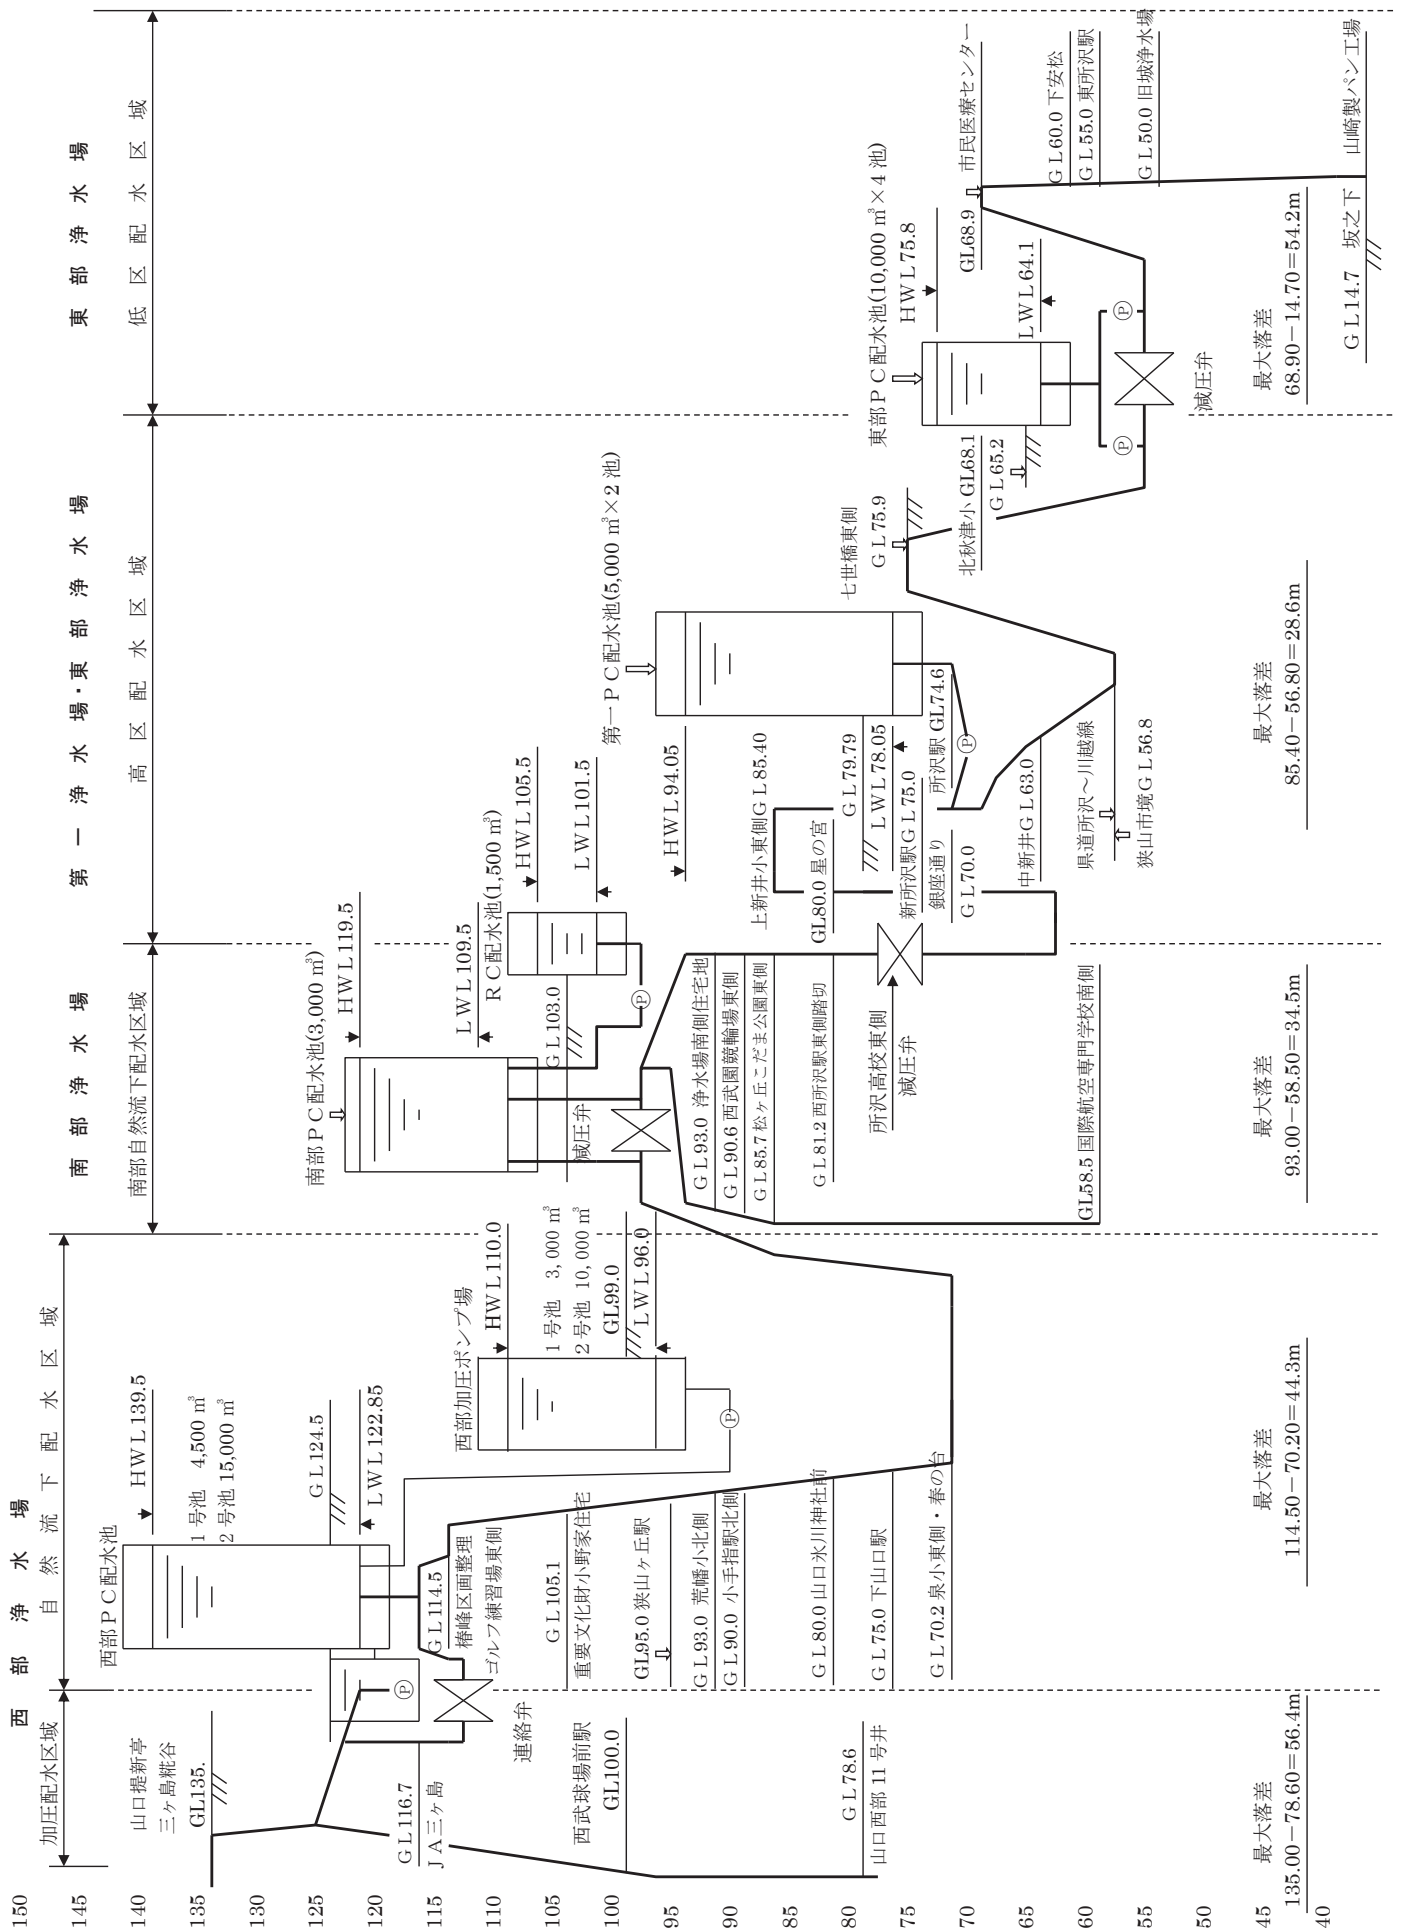 西部浄水場
加圧配水区域
自然流下配水区域
南部浄水場
南部自然流下配水区域
第一浄水場・東部浄水場
高区配水区域
東部浄水場
低区配水区域
150
145
140
135
130
125
120
115
110
105
100
95
90
85
80
75
70
65
60
55
50
45
40
山口提新亭
三ヶ島糀谷
GL135.
GL116.7
JA三ヶ島
連絡弁
西武球場前駅
GL100.0
GL78.6
山口西部11号井
最大落差
135.00－78.60＝56.4m
西部PC配水池
HWL139.5
1号池 4,500㎥
2号池 15,000㎥
GL124.5
LWL122.85
P
GL114.5
椿峰区画整理
ゴルフ練習場東側
GL105.1
重要文化財小野家住宅
GL95.0 狭山ヶ丘駅
GL93.0 荒幡小北側
GL90.0 小手指駅北側
GL80.0 山口氷川神社前
GL75.0 下山口駅
GL70.2 泉小東側・春の台
西部加圧ポンプ場
HWL110.0
1号池 3,000㎥
2号池 10,000㎥
GL99.0
LWL96.0
P
最大落差
114.50－70.20＝44.3m
南部PC配水池(3,000㎥)
HWL119.5
LWL109.5
RC配水池(1,500㎥)
HWL105.5
LWL101.5
GL103.0
P
減圧弁
GL93.0 浄水場南側住宅地
GL90.6 西武園競輪場東側
GL85.7 松ヶ丘こだま公園東側
GL81.2 西所沢駅東側踏切
所沢高校東側
減圧弁
GL58.5 国際航空専門学校南側
最大落差
93.00－58.50＝34.5m
第一PC配水池(5,000㎥×2池)
HWL94.05
上新井小東側GL85.40
GL79.79
GL80.0 星の宮
LWL78.05
新所沢駅GL75.0
所沢駅GL74.6
銀座通り
GL70.0
P
中新井GL63.0
県道所沢～川越線
狭山市境GL56.8
七世橋東側
GL75.9
最大落差
85.40－56.80＝28.6m
東部PC配水池(10,000㎥×4池)
HWL75.8
LWL64.1
北秋津小GL68.1
GL65.2
P
P
減圧弁
GL68.9
市民医療センター
GL60.0 下安松
GL55.0 東所沢駅
GL50.0 旧城浄水場
GL14.7 坂之下
山崎製パン工場
最大落差
68.90－14.70＝54.2m